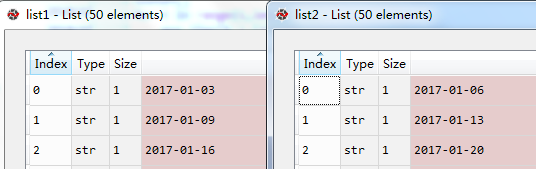 list1 - List (50 elements)
Index Type Size
0 str 1 2017-01-03
1 str 1 2017-01-09
2 str 1 2017-01-16
list2 - List (50 elements)
Index Type Size
0 str 1 2017-01-06
1 str 1 2017-01-13
2 str 1 2017-01-20